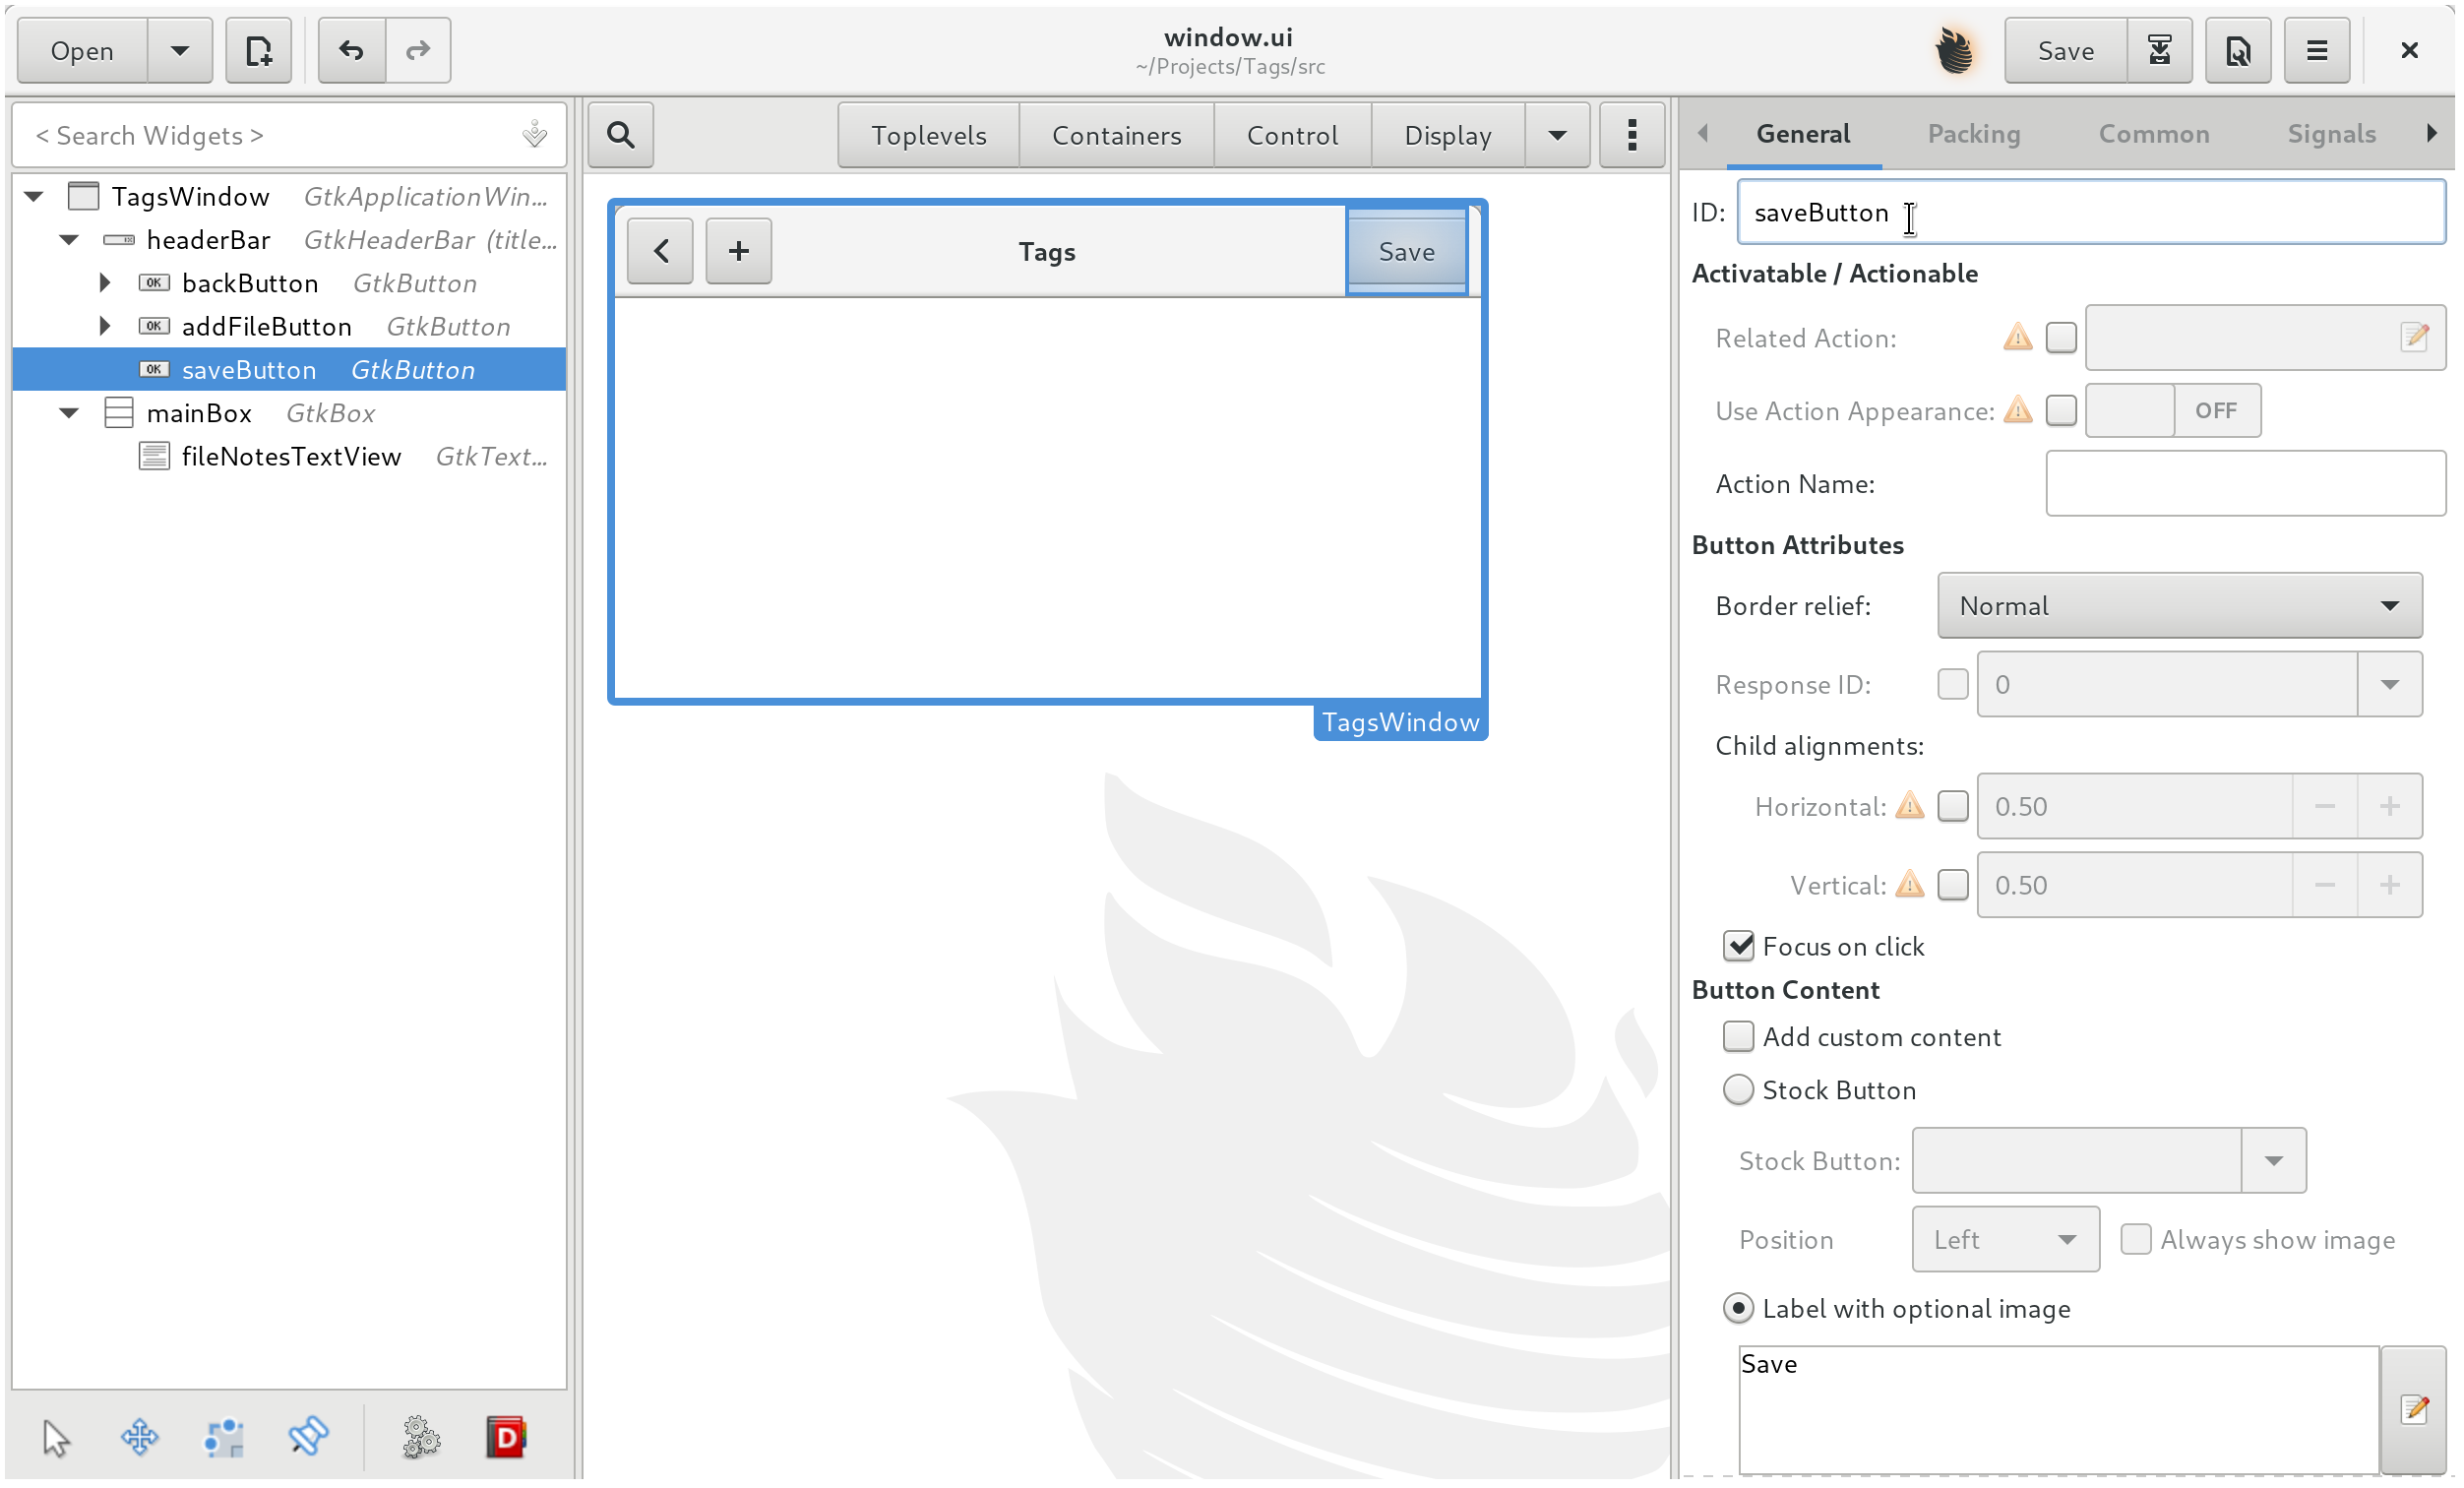 Open
window.ui
~/Projects/Tags/src
Save
< Search Widgets >
TagsWindow GtkApplicationWin...
headerBar GtkHeaderBar (title...
OK backButton GtkButton
OK addFileButton GtkButton
OK saveButton GtkButton
mainBox GtkBox
fileNotesTextView GtkText...
D
Toplevels Containers Control Display
Tags Save
TagsWindow
General Packing Common Signals
ID: saveButton
Activatable / Actionable
Related Action:
Use Action Appearance: OFF
Action Name:
Button Attributes
Border relief: Normal
Response ID: 0
Child alignments:
Horizontal: 0.50
Vertical: 0.50
Focus on click
Button Content
Add custom content
Stock Button
Stock Button:
Position Left Always show image
Label with optional image
Save